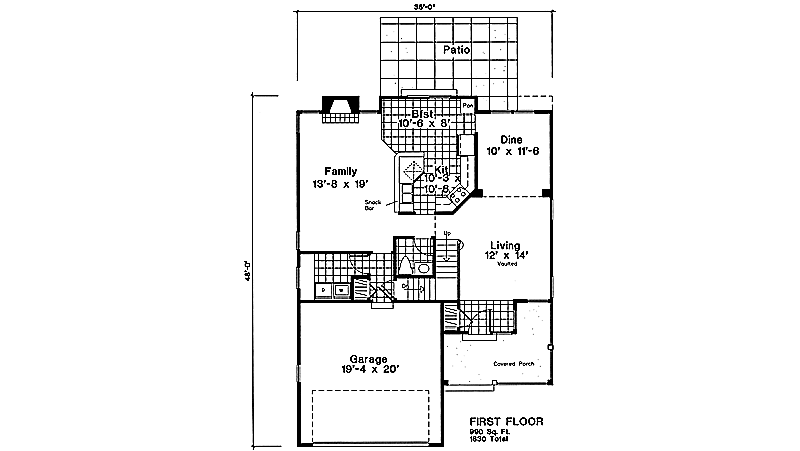 36'-0"
Patio
Pan
Bfst
10'-6 x 8'
Dine
10' x 11'-6
Family
13'-8 x 19'
Kit
10'-3 x
10'-6
Snack
Bar
48'-0"
Up
Living
12' x 14'
Vaulted
D
W
Garage
19'-4 x 20'
Covered Porch
FIRST FLOOR
990 Sq. Ft.
1830 Total